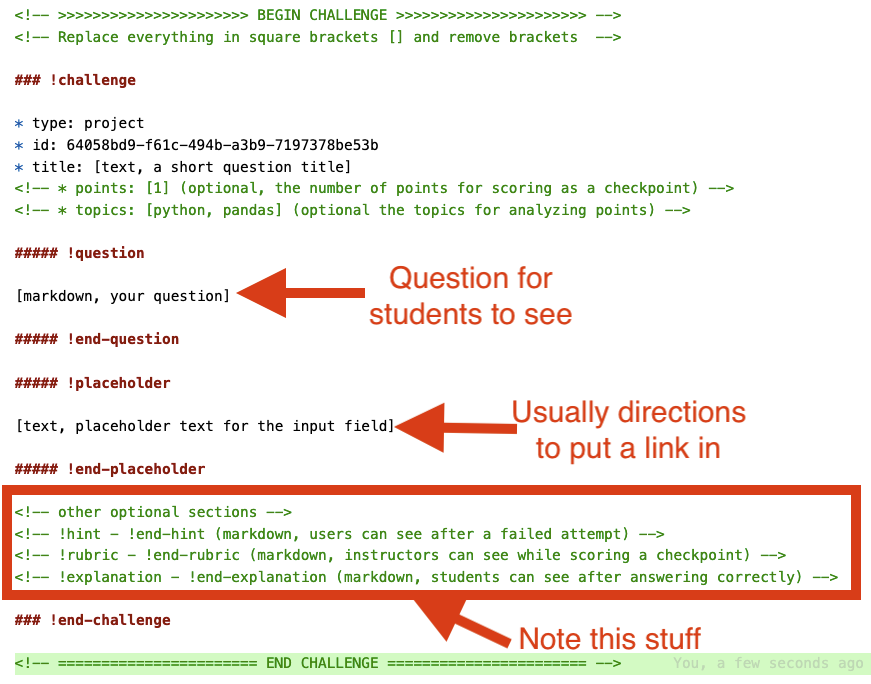 <!-- >>>>>>>>>>>>>>>>>>>>>> BEGIN CHALLENGE >>>>>>>>>>>>>>>>>>>>>> -->
<!-- Replace everything in square brackets [] and remove brackets  -->
### !challenge
* type: project
* id: 64058bd9-f61c-494b-a3b9-7197378be53b
* title: [text, a short question title]
<!-- * points: [1] (optional, the number of points for scoring as a checkpoint) -->
<!-- * topics: [python, pandas] (optional the topics for analyzing points) -->
##### !question
[markdown, your question]
Question for
students to see
##### !end-question
##### !placeholder
[text, placeholder text for the input field]
Usually directions
to put a link in
##### !end-placeholder
<!-- other optional sections -->
<!-- !hint - !end-hint (markdown, users can see after a failed attempt) -->
<!-- !rubric - !end-rubric (markdown, instructors can see while scoring a checkpoint) -->
<!-- !explanation - !end-explanation (markdown, students can see after answering correctly) -->
### !end-challenge
Note this stuff
<!-- ======================= END CHALLENGE ======================= -->
You, a few seconds ago